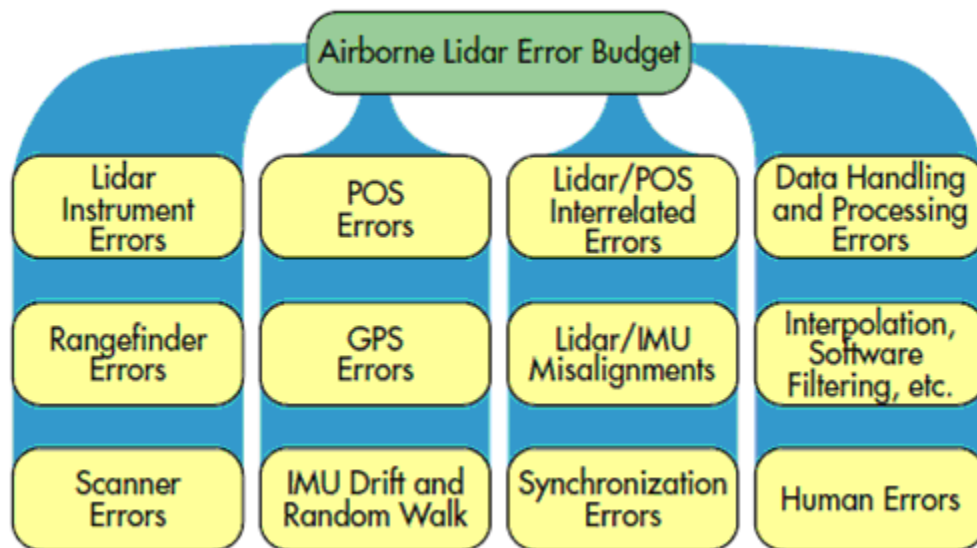 Airborne Lidar Error Budget
Lidar
Instrument
Errors
POS
Errors
Lidar/POS
Interrelated
Errors
Data Handling
and Processing
Errors
Rangefinder
Errors
GPS
Errors
Lidar/IMU
Misalignments
Interpolation,
Software
Filtering, etc.
Scanner
Errors
IMU Drift and
Random Walk
Synchronization
Errors
Human Errors